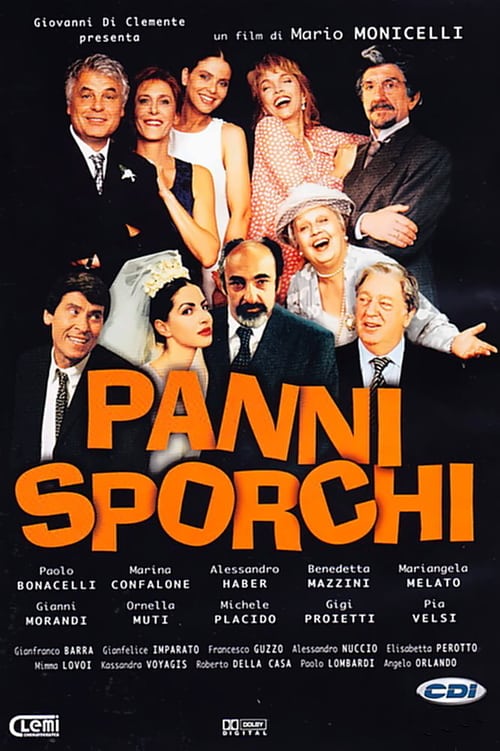 Giovanni Di Clemente
presenta
un film di Mario MONICELLI
PANNI
SPORCHI
Paolo BONACELLI
Marina CONFALONE
Alessandro HABER
Benedetta MAZZINI
Mariangela MELATO
Gianni MORANDI
Ornella MUTI
Michele PLACIDO
Gigi PROIETTI
Pia VELSI
Gianfranco BARRA Gianfelice IMPARATO Francesco GUZZO Alessandro NUCCIO Elisabetta PEROTTO
Mimma LOVOI Kassandra VOYAGIS Roberto DELLA CASA Paolo LOMBARDI Angelo ORLANDO
CDI
CLEMI
CINEMATOGRAFICA
DOLBY
DIGITAL